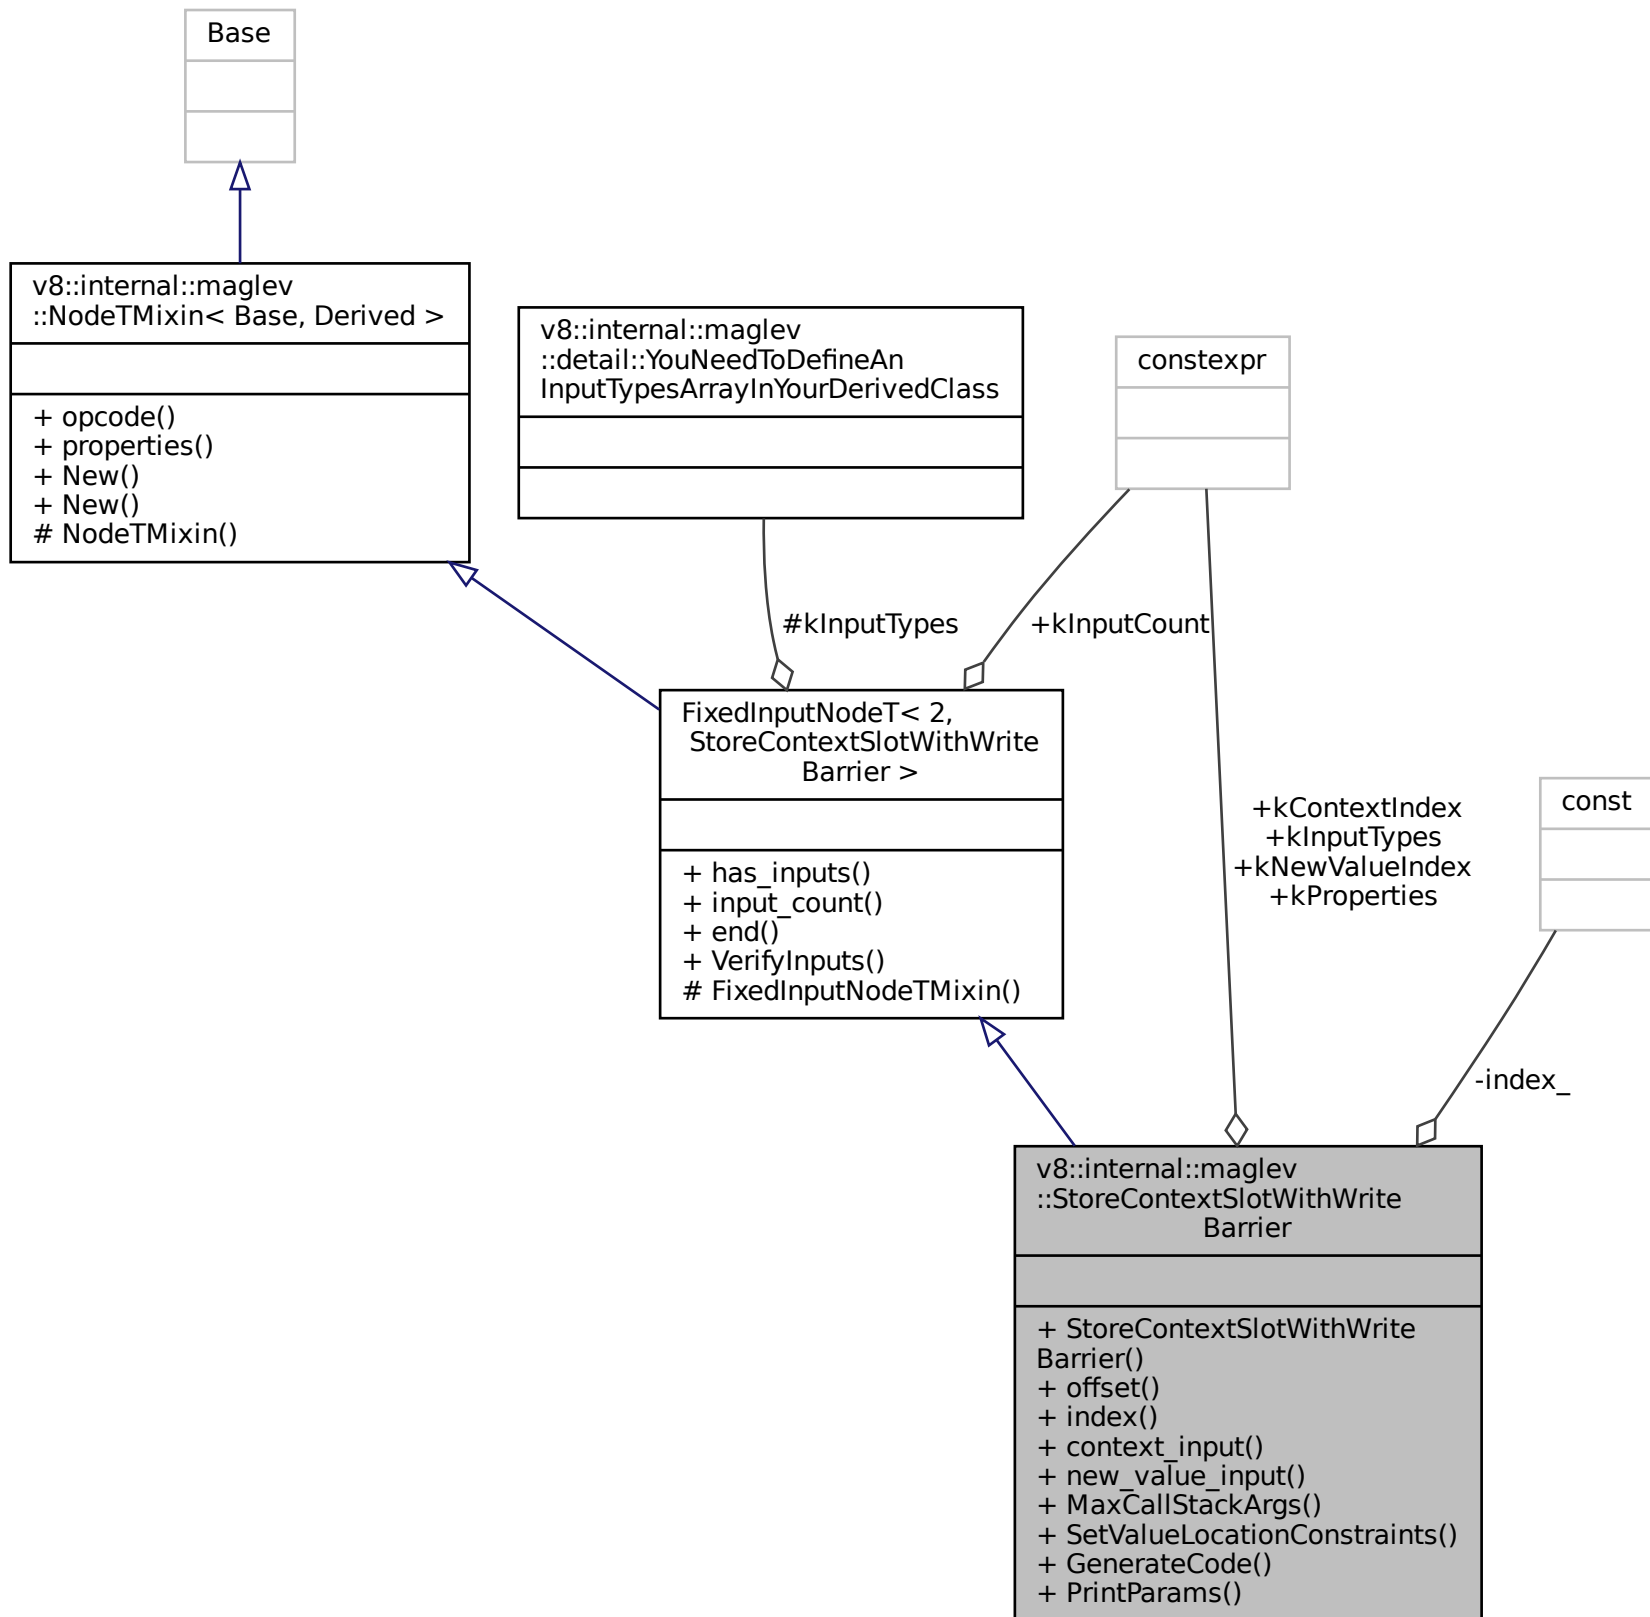 Base
v8::internal::maglev
::NodeTMixin< Base, Derived >
+ opcode()
+ properties()
+ New()
+ New()
# NodeTMixin()
v8::internal::maglev
::detail::YouNeedToDefineAn
InputTypesArrayInYourDerivedClass
constexpr
#kInputTypes
+kInputCount
FixedInputNodeT< 2,
StoreContextSlotWithWrite
Barrier >
+ has_inputs()
+ input_count()
+ end()
+ VerifyInputs()
# FixedInputNodeTMixin()
+kContextIndex
+kInputTypes
+kNewValueIndex
+kProperties
const
-index_
v8::internal::maglev
::StoreContextSlotWithWrite
Barrier
+ StoreContextSlotWithWrite
Barrier()
+ offset()
+ index()
+ context_input()
+ new_value_input()
+ MaxCallStackArgs()
+ SetValueLocationConstraints()
+ GenerateCode()
+ PrintParams()